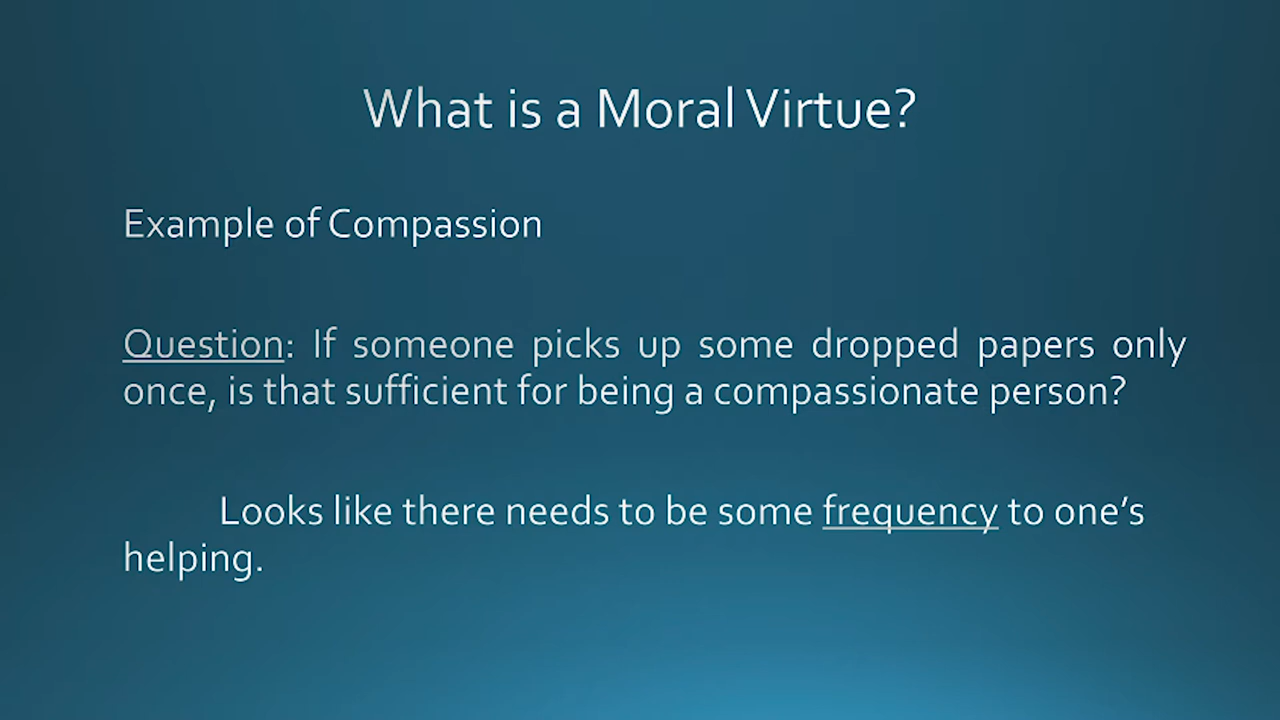 What is a Moral Virtue?
Example of Compassion
Question: If someone picks up some dropped papers only
once, is that sufficient for being a compassionate person?
Looks like there needs to be some frequency to one’s
helping.